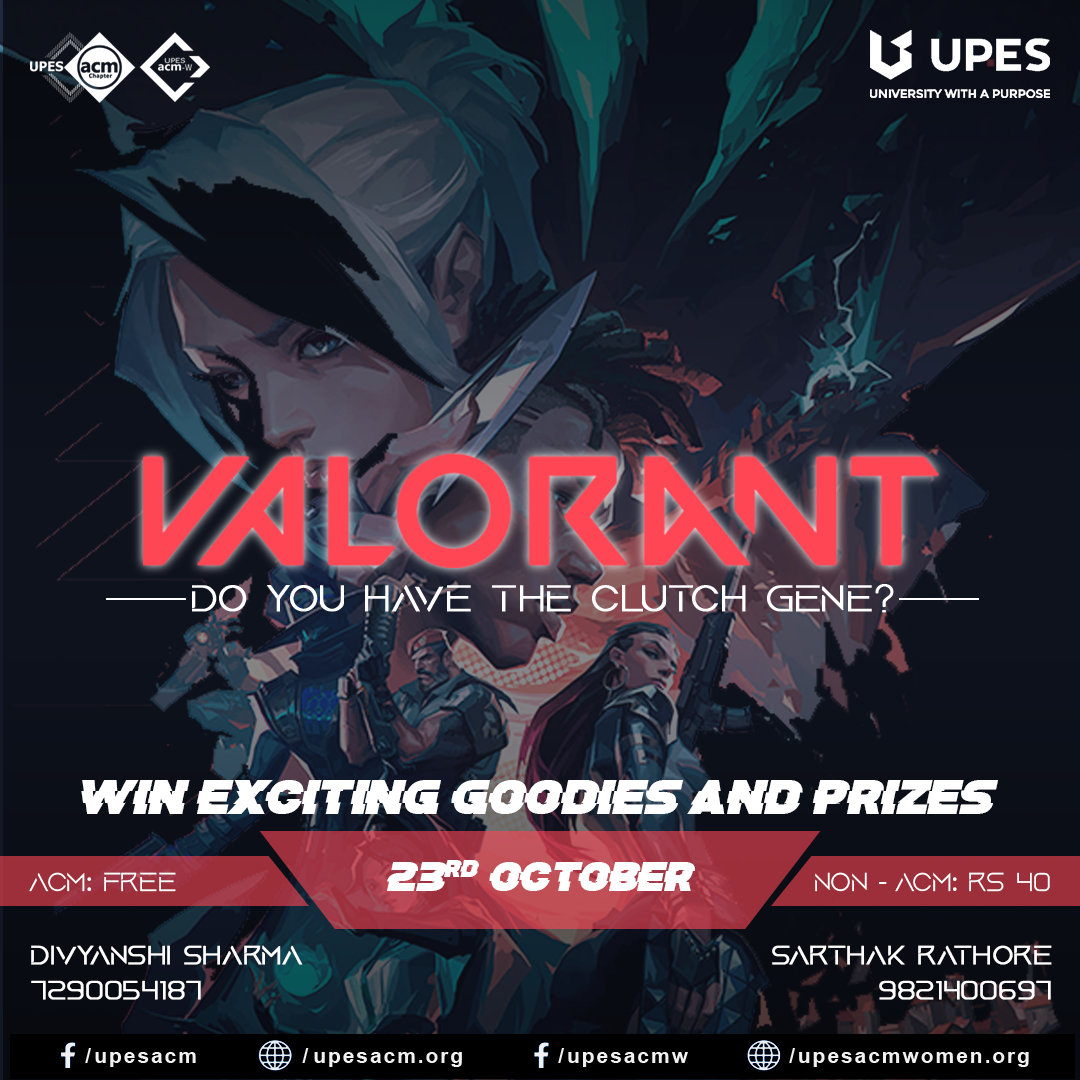 UPES acm Chapter
UPES acm-w
UPES
UNIVERSITY WITH A PURPOSE
VALORANT
DO YOU HAVE THE CLUTCH GENE?
WIN EXCITING GOODIES AND PRIZES
23RD OCTOBER
ACM: FREE
NON - ACM: RS 40
DIVYANSHI SHARMA
7290054187
SARTHAK RATHORE
9821400697
/upesacm
/upesacm.org
/upesacmw
/upesacmwomen.org